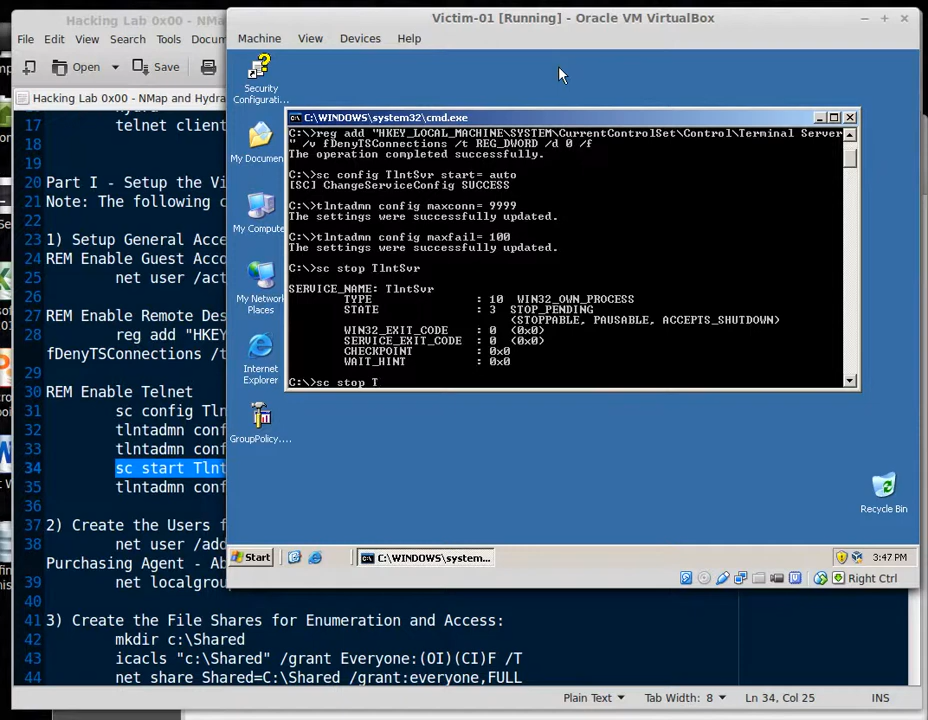 Hacking Lab 0x00 - NMap
Victim-01 [Running] - Oracle VM VirtualBox
File Edit View Search Tools Docum
Machine View Devices Help
Open Save
Hacking Lab 0x00 - NMap and Hydra
17 telnet client
18
19
20 Part I - Setup the Vi
21 Note: The following c
22
23 1) Setup General Acce
24 REM Enable Guest Acco
25 net user /act
26
27 REM Enable Remote Des
28 reg add "HKEY
fDenyTSConnections /t
29
30 REM Enable Telnet
31 sc config Tln
32 tlntadmn conf
33 tlntadmn conf
34 sc start Tlnt
35 tlntadmn conf
36
37 2) Create the Users f
38 net user /add
Purchasing Agent - Ab
39 net localgrou
40
41 3) Create the File Shares for Enumeration and Access:
42 mkdir c:\Shared
43 icacls "c:\Shared" /grant Everyone:(OI)(CI)F /T
44 net share Shared=C:\Shared /grant:everyone,FULL
Security
Configurati...
My Documen
My Compute
My Network
Places
Internet
Explorer
GroupPolicy....
Recycle Bin
C:\WINDOWS\system32\cmd.exe
C:\>reg add "HKEY_LOCAL_MACHINE\SYSTEM\CurrentControlSet\Control\Terminal Server
" /v fDenyTSConnections /t REG_DWORD /d 0 /f
The operation completed successfully.
C:\>sc config TlntSvr start= auto
[SC] ChangeServiceConfig SUCCESS
C:\>tlntadmn config maxconn= 9999
The settings were successfully updated.
C:\>tlntadmn config maxfail= 100
The settings were successfully updated.
C:\>sc stop TlntSvr
SERVICE_NAME: TlntSvr
TYPE : 10 WIN32_OWN_PROCESS
STATE : 3 STOP_PENDING
(STOPPABLE, PAUSABLE, ACCEPTS_SHUTDOWN)
WIN32_EXIT_CODE : 0 (0x0)
SERVICE_EXIT_CODE : 0 (0x0)
CHECKPOINT : 0x0
WAIT_HINT : 0x0
C:\>sc stop T
Start C:\WINDOWS\system... 3:47 PM
Right Ctrl
Plain Text Tab Width: 8 Ln 34, Col 25 INS